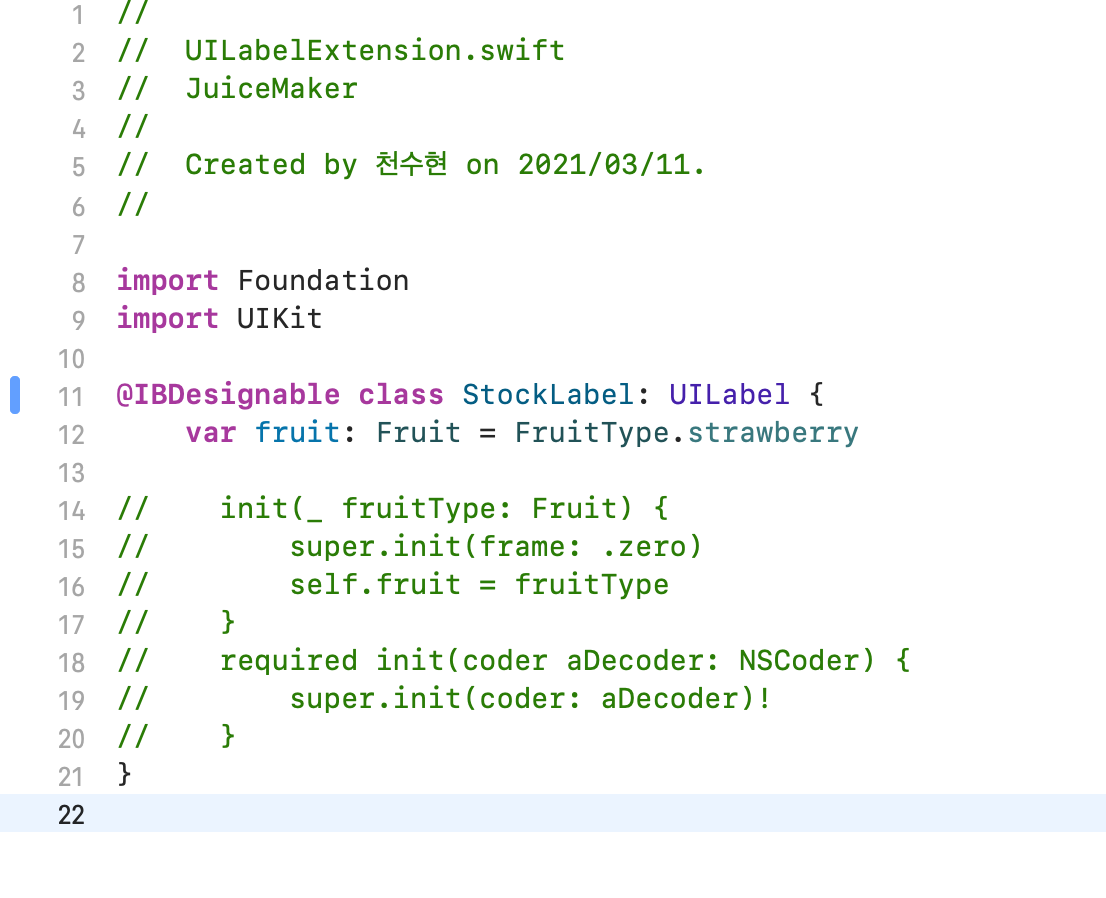 1 //
2 //  UILabelExtension.swift
3 //  JuiceMaker
4 //
5 //  Created by 천수현 on 2021/03/11.
6 //
7
8 import Foundation
9 import UIKit
10
11 @IBDesignable class StockLabel: UILabel {
12     var fruit: Fruit = FruitType.strawberry
13
14 //    init(_ fruitType: Fruit) {
15 //        super.init(frame: .zero)
16 //        self.fruit = fruitType
17 //    }
18 //    required init(coder aDecoder: NSCoder) {
19 //        super.init(coder: aDecoder)!
20 //    }
21 }
22